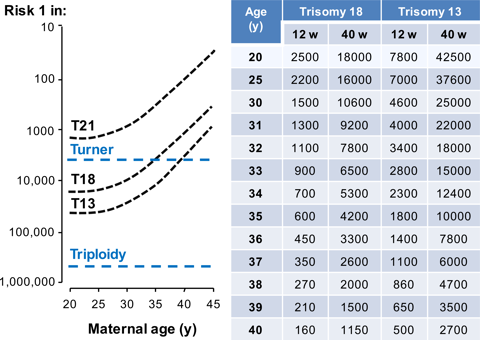 Risk 1 in:
10
100
1000
10,000
100,000
1,000,000
T21
Turner
T18
T13
Triploidy
20 25 30 35 40 45
Maternal age (y)
Age (y) Trisomy 18 Trisomy 13
12 w 40 w 12 w 40 w
20 2500 18000 7800 42500
25 2200 16000 7000 37600
30 1500 10600 4600 25000
31 1300 9200 4000 22000
32 1100 7800 3400 18000
33 900 6500 2800 15000
34 700 5300 2300 12400
35 600 4200 1800 10000
36 450 3300 1400 7800
37 350 2600 1100 6000
38 270 2000 860 4700
39 210 1500 650 3500
40 160 1150 500 2700